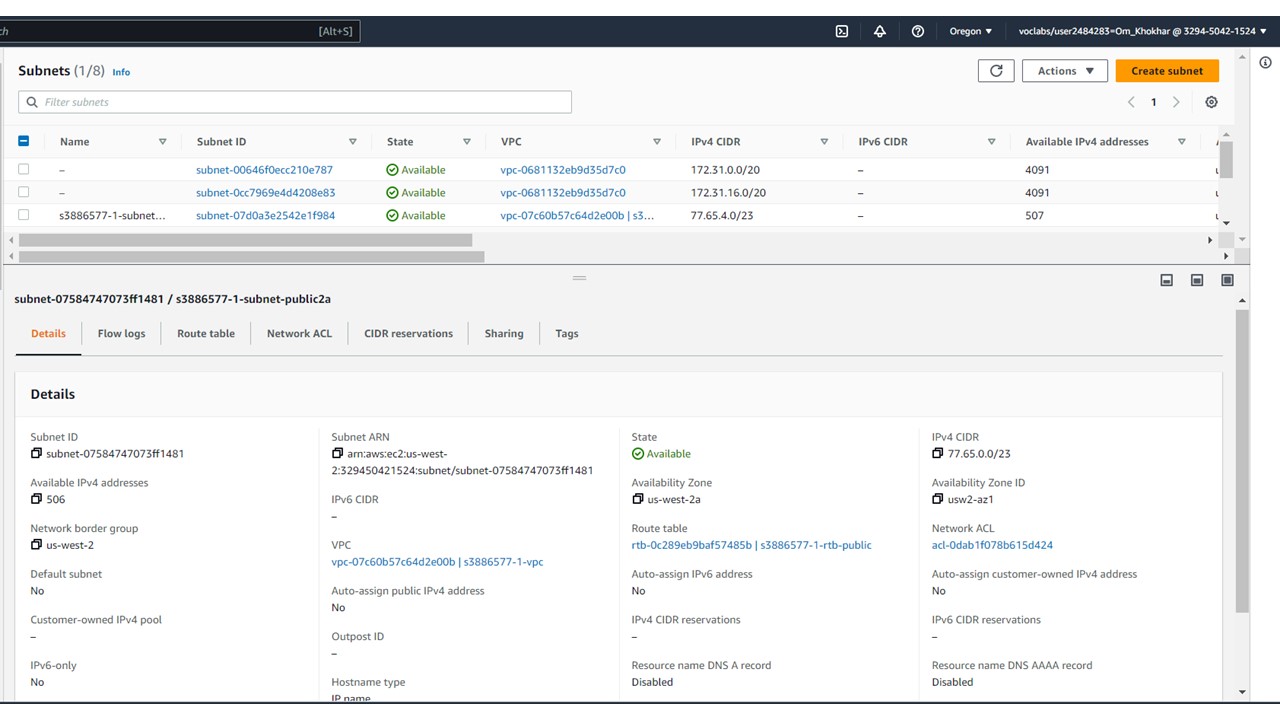 ch [Alt+S] Oregon ▼ voclabs/user2484283=Om_Khokhar @ 3294-5042-1524 ▼
Subnets (1/8) Info Actions ▼ Create subnet
Filter subnets 1
Name Subnet ID State VPC IPv4 CIDR IPv6 CIDR Available IPv4 addresses
– subnet-00646f0ecc210e787 Available vpc-0681132eb9d35d7c0 172.31.0.0/20 – 4091
– subnet-0cc7969e4d4208e83 Available vpc-0681132eb9d35d7c0 172.31.16.0/20 – 4091
s3886577-1-subnet... subnet-07d0a3e2542e1f984 Available vpc-07c60b57c64d2e00b | s3... 77.65.4.0/23 – 507
subnet-07584747073ff1481 / s3886577-1-subnet-public2a
Details Flow logs Route table Network ACL CIDR reservations Sharing Tags
Details
Subnet ID
subnet-07584747073ff1481
Available IPv4 addresses
506
Network border group
us-west-2
Default subnet
No
Customer-owned IPv4 pool
–
IPv6-only
No
Subnet ARN
arn:aws:ec2:us-west-
2:329450421524:subnet/subnet-07584747073ff1481
IPv6 CIDR
–
VPC
vpc-07c60b57c64d2e00b | s3886577-1-vpc
Auto-assign public IPv4 address
No
Outpost ID
–
Hostname type
IP name
State
Available
Availability Zone
us-west-2a
Route table
rtb-0c289eb9baf57485b | s3886577-1-rtb-public
Auto-assign IPv6 address
No
IPv4 CIDR reservations
–
Resource name DNS A record
Disabled
IPv4 CIDR
77.65.0.0/23
Availability Zone ID
usw2-az1
Network ACL
acl-0dab1f078b615d424
Auto-assign customer-owned IPv4 address
No
IPv6 CIDR reservations
–
Resource name DNS AAAA record
Disabled